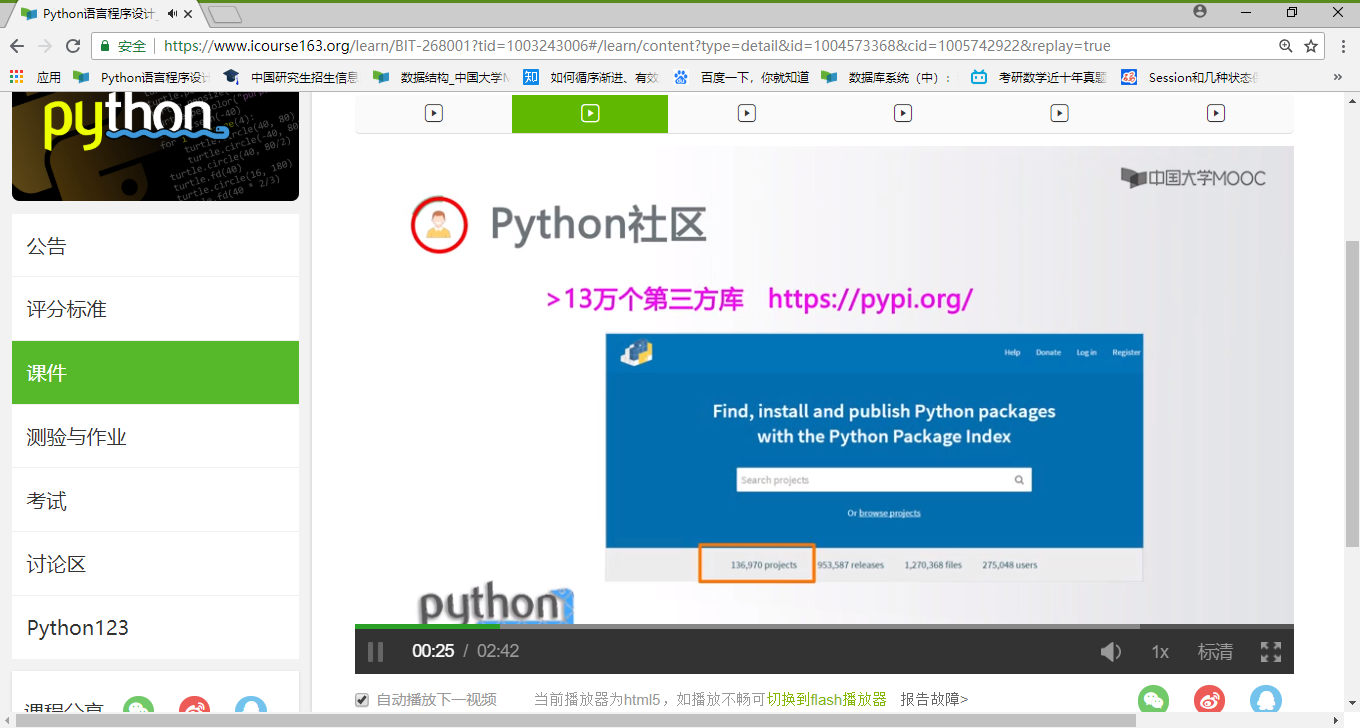 Python语言程序设计_
安全 https://www.icourse163.org/learn/BIT-268001?tid=1003243006#/learn/content?type=detail&id=1004573368&cid=1005742922&replay=true
应用 Python语言程序设计 中国研究生招生信息 数据结构_中国大学M 知 如何循序渐进、有效 百度一下，你就知道 数据库系统（中）： 考研数学近十年真题 Session和几种状态 »
python
公告
评分标准
课件
测验与作业
考试
讨论区
Python123
课程分享
中国大学MOOC
Python社区
>13万个第三方库 https://pypi.org/
Help Donate Log in Register
Find, install and publish Python packages
with the Python Package Index
Search projects
Or browse projects
136,970 projects 953,587 releases 1,270,368 files 275,048 users
python
00:25 / 02:42 1x 标清
自动播放下一视频 当前播放器为html5，如播放不畅可切换到flash播放器 报告故障>